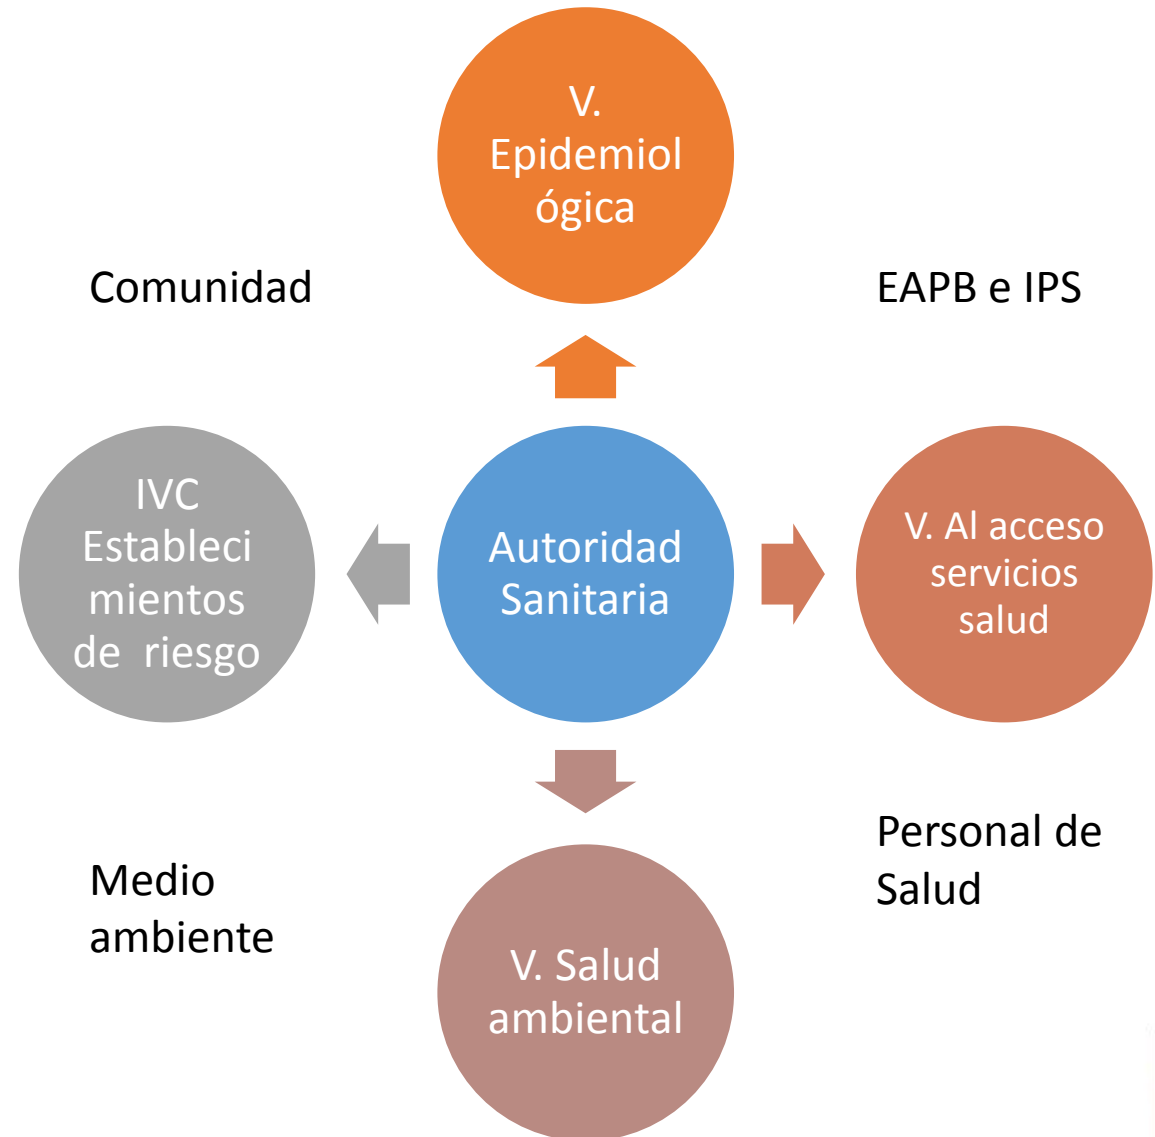 V.
Epidemiol
ógica
Comunidad
EAPB e IPS
IVC
Estableci
mientos
de riesgo
Autoridad
Sanitaria
V. Al acceso
servicios
salud
Medio
ambiente
Personal de
Salud
V. Salud
ambiental